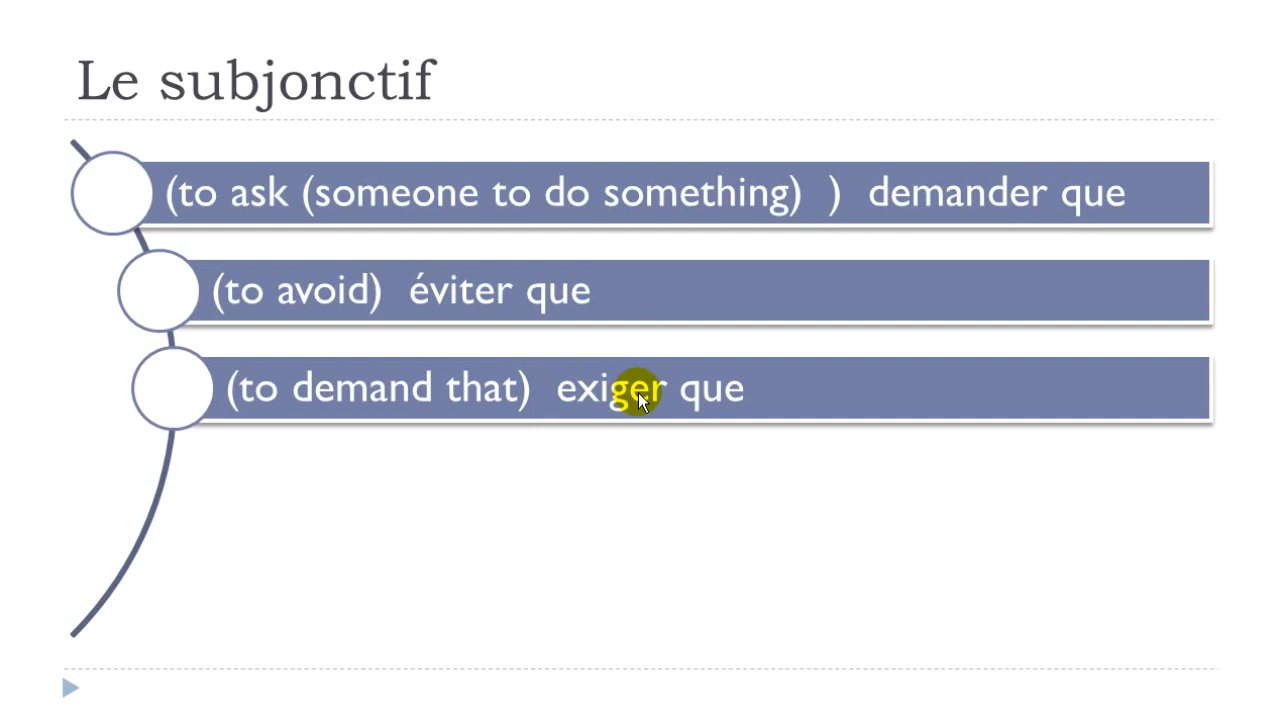 Le subjonctif
(to ask (someone to do something) ) demander que
(to avoid) éviter que
(to demand that) exiger que